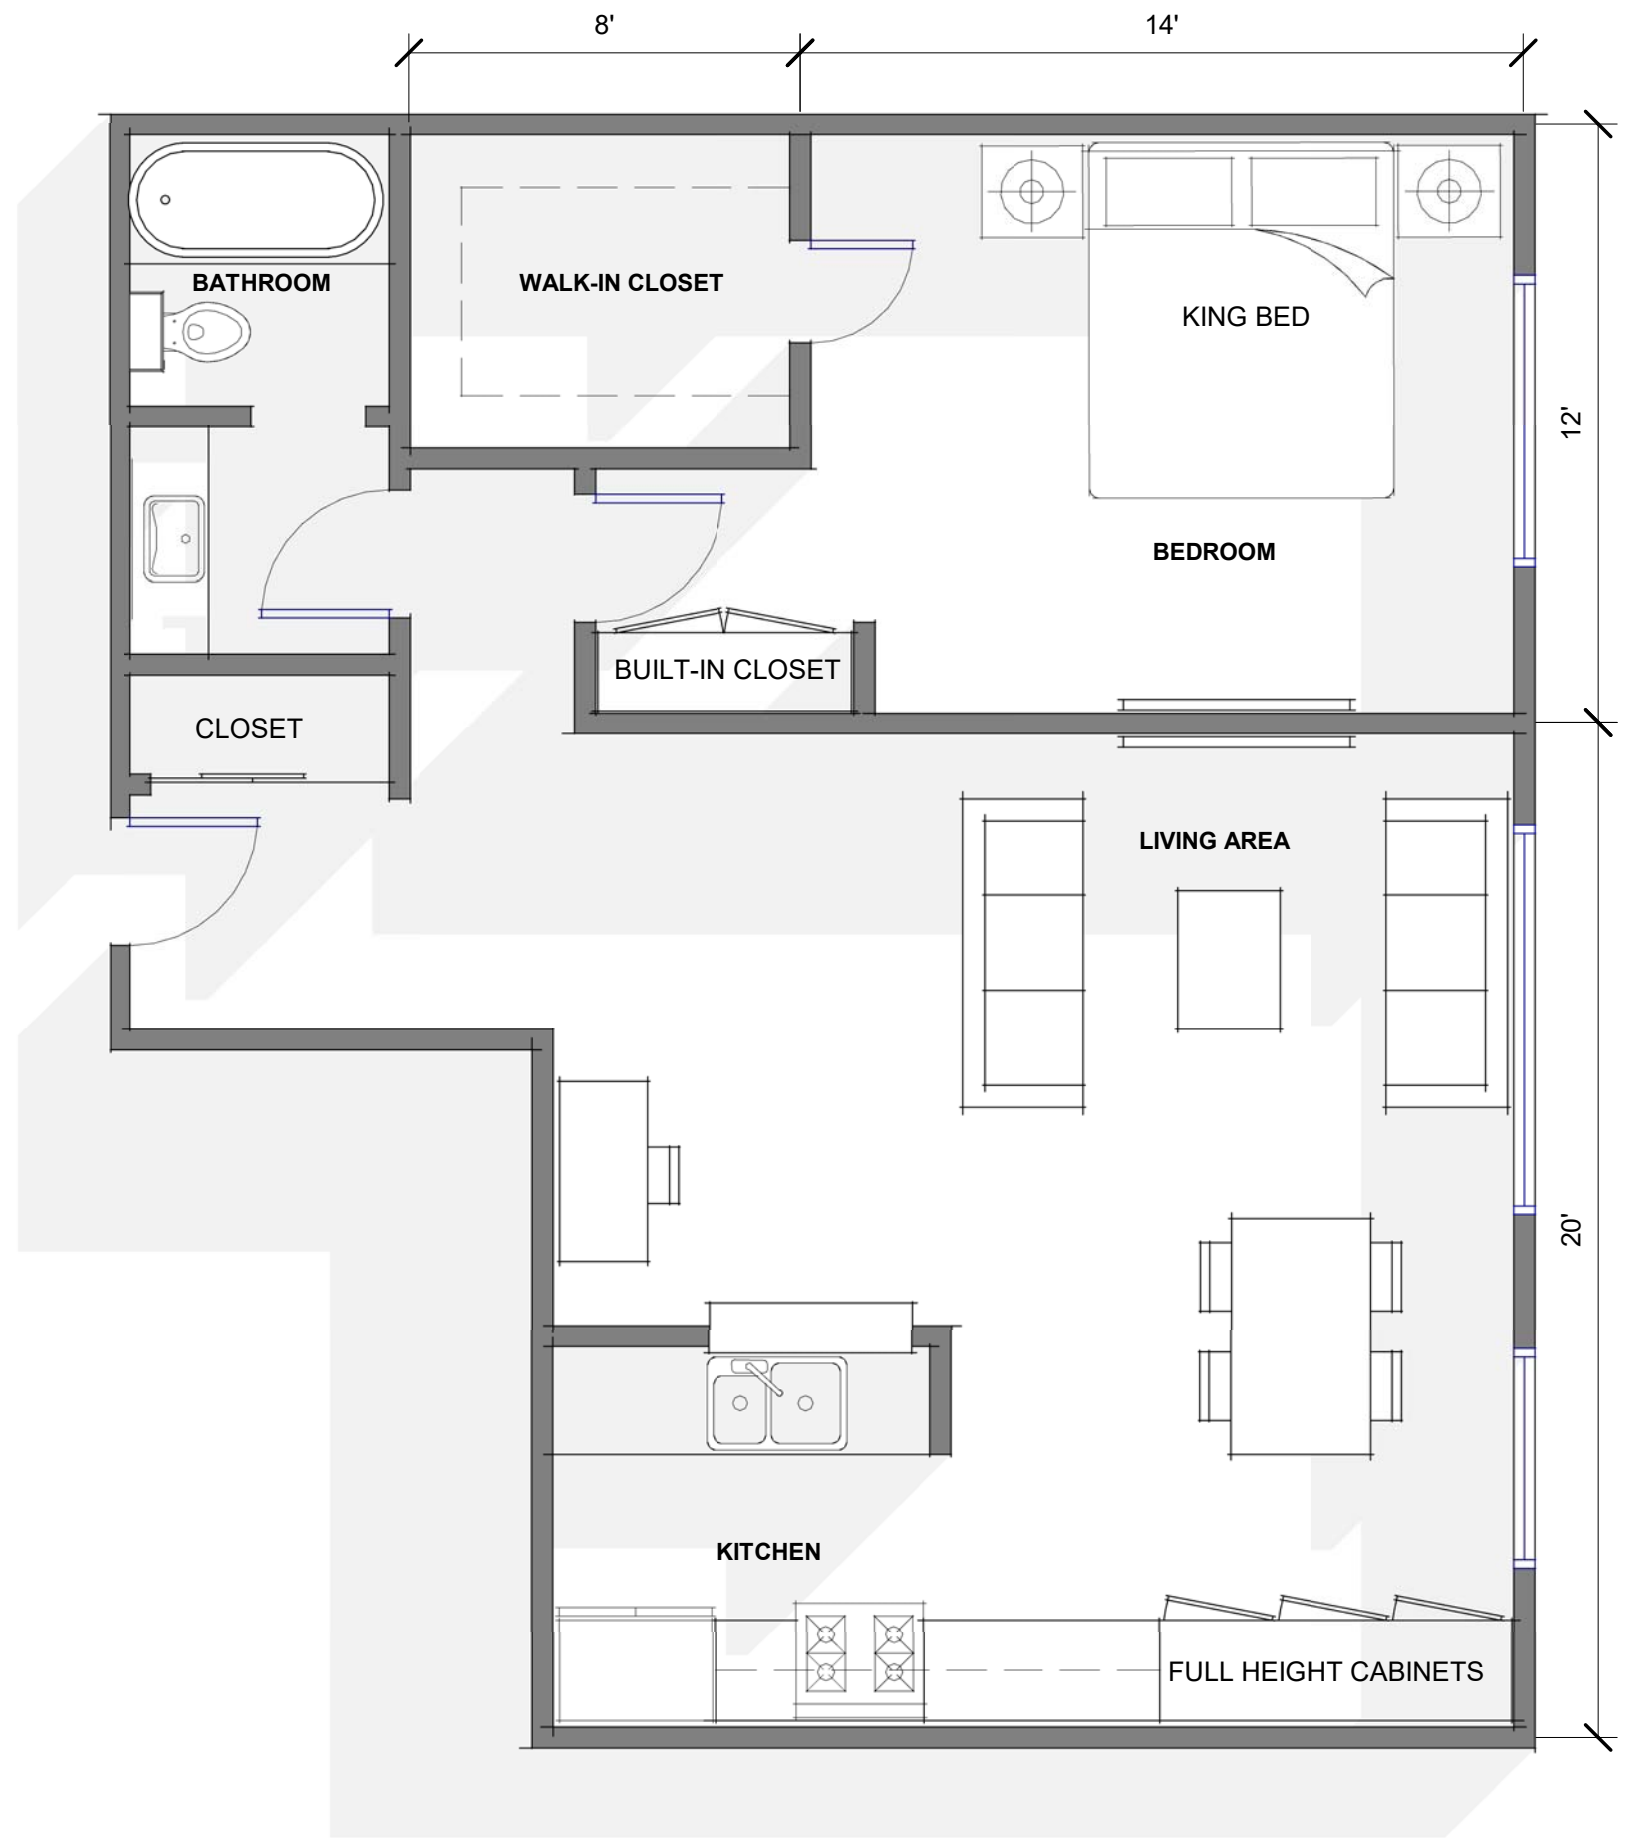 8'
14'
BATHROOM
WALK-IN CLOSET
KING BED
12'
BEDROOM
BUILT-IN CLOSET
CLOSET
LIVING AREA
20'
KITCHEN
FULL HEIGHT CABINETS